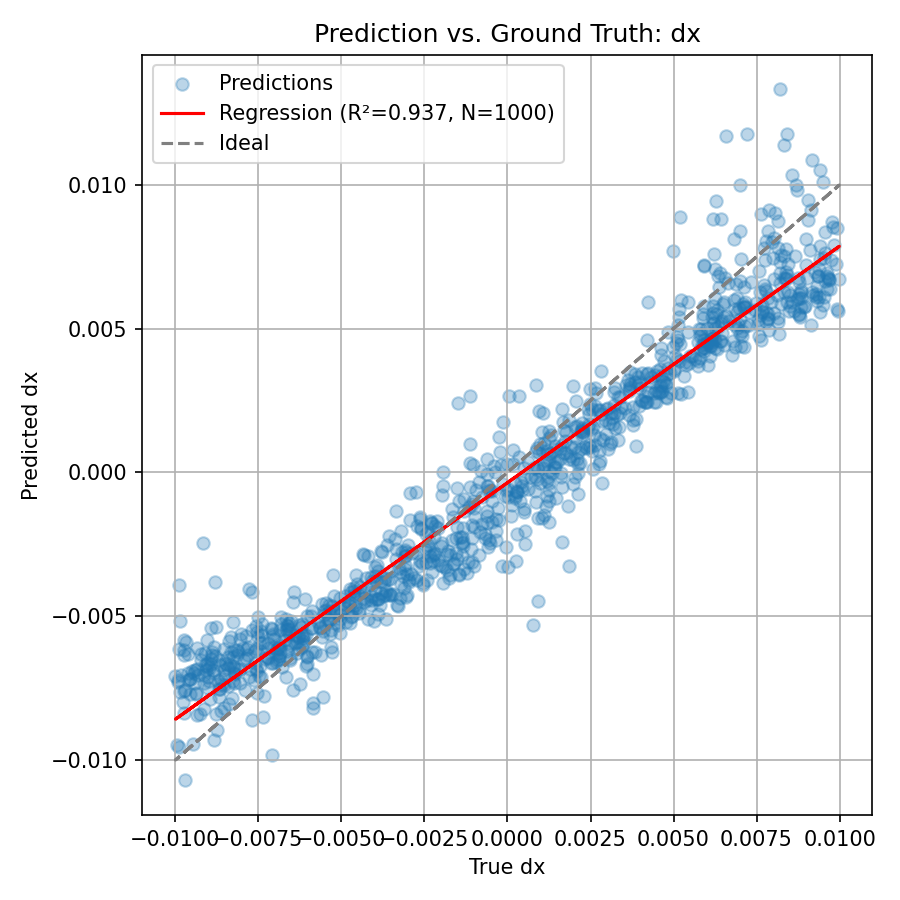 Prediction vs. Ground Truth: dx
Predictions
Regression (R²=0.937, N=1000)
Ideal
0.010
0.005
0.000
−0.005
−0.010
Predicted dx
−0.0100 −0.0075 −0.0050 −0.0025 0.0000 0.0025 0.0050 0.0075 0.0100
True dx